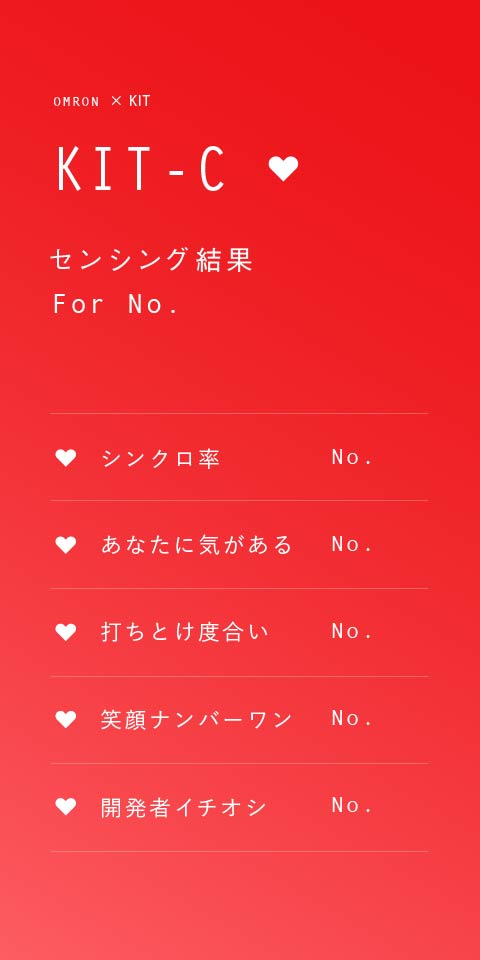 OMRON × KIT
KIT-C ♥
センシング結果
For No.
♥ シンクロ率 No.
♥ あなたに気がある No.
♥ 打ちとけ度合い No.
♥ 笑顔ナンバーワン No.
♥ 開発者イチオシ No.